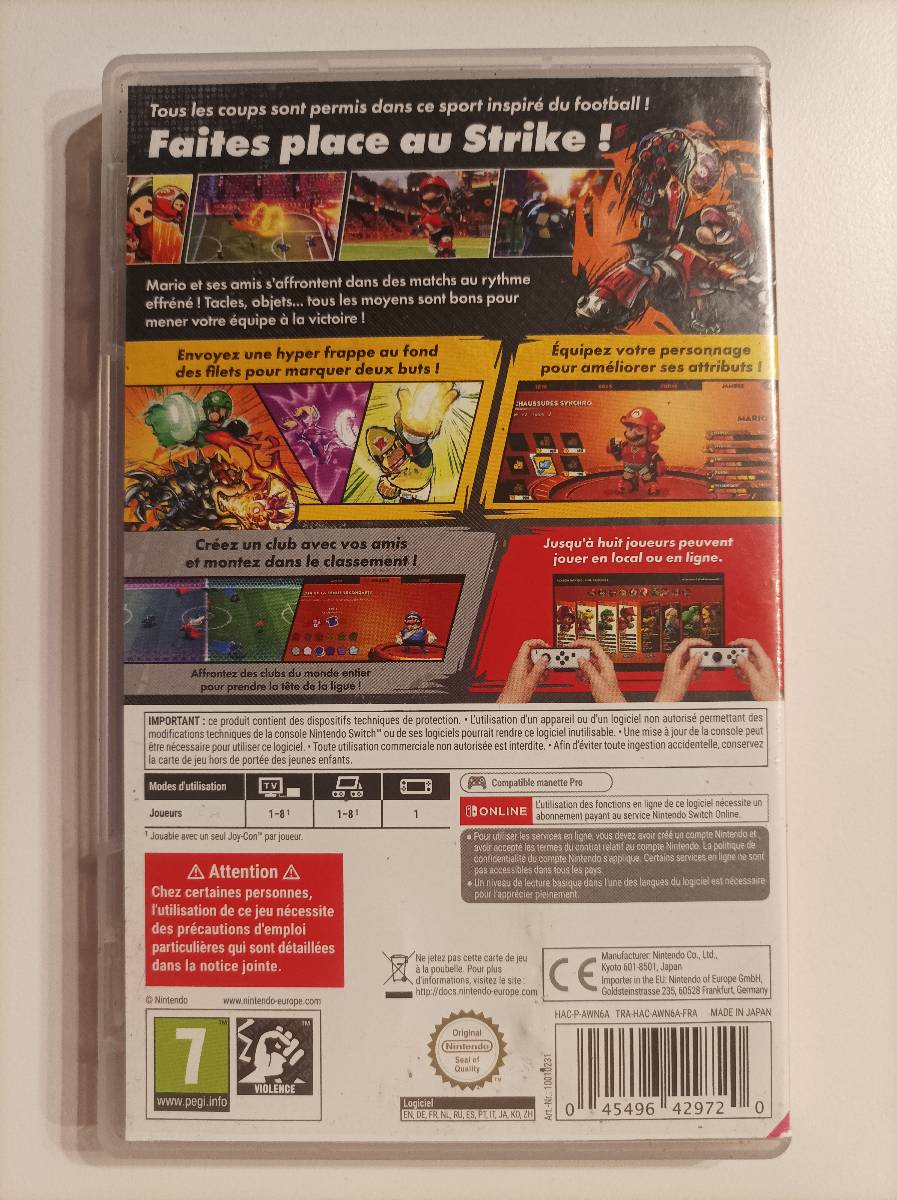 Tous les coups sont permis dans ce sport inspiré du football !
Faites place au Strike !
Mario et ses amis s'affrontent dans des matchs au rythme
effréné ! Tacles, objets... tous les moyens sont bons pour
mener votre équipe à la victoire !
Envoyez une hyper frappe au fond
des filets pour marquer deux buts !
Équipez votre personnage
pour améliorer ses attributs !
TÊTE BRAS CORPS JAMBES
CHAUSSURES SYNCHRO
MARIO
Créez un club avec vos amis
et montez dans le classement !
Affrontez des clubs du monde entier
pour prendre la tête de la ligue !
Jusqu'à huit joueurs peuvent
jouer en local ou en ligne.
IMPORTANT : ce produit contient des dispositifs techniques de protection. • L'utilisation d'un appareil ou d'un logiciel non autorisé permettant des
modifications techniques de la console Nintendo Switch™ ou de ses logiciels pourrait rendre ce logiciel inutilisable. • Une mise à jour de la console peut
être nécessaire pour utiliser ce logiciel. • Toute utilisation commerciale non autorisée est interdite. • Afin d'éviter toute ingestion accidentelle, conservez
la carte de jeu hors de portée des jeunes enfants.
Modes d'utilisation TV
Joueurs 1-8¹ 1-8¹ 1
¹ Jouable avec un seul Joy-Con™ par joueur.
Compatible manette Pro
ONLINE
L'utilisation des fonctions en ligne de ce logiciel nécessite un
abonnement payant au service Nintendo Switch Online.
• Pour utiliser les services en ligne, vous devez avoir créé un compte Nintendo et
avoir accepté les termes du contrat relatif au compte Nintendo. La politique de
confidentialité du compte Nintendo s'applique. Certains services en ligne ne sont
pas accessibles dans tous les pays.
• Un niveau de lecture basique dans l'une des langues du logiciel est nécessaire
pour l'apprécier pleinement.
⚠ Attention ⚠
Chez certaines personnes,
l'utilisation de ce jeu nécessite
des précautions d'emploi
particulières qui sont détaillées
dans la notice jointe.
© Nintendo www.nintendo-europe.com
Ne jetez pas cette carte de jeu
à la poubelle. Pour plus
d'informations, visitez le site :
http://docs.nintendo-europe.com
CE
Manufacturer: Nintendo Co., Ltd.,
Kyoto 601-8501, Japan
Importer in the EU: Nintendo of Europe GmbH,
Goldsteinstrasse 235, 60528 Frankfurt, Germany
HAC-P-AWN6A TRA-HAC-AWN6A-FRA MADE IN JAPAN
7
™
www.pegi.info
™
VIOLENCE
Original
Nintendo
Seal of
Quality
™
Logiciel
EN, DE, FR, NL, RU, ES, PT, IT, JA, KO, ZH
Art.-Nr.: 10010231
0 45496 42972 0